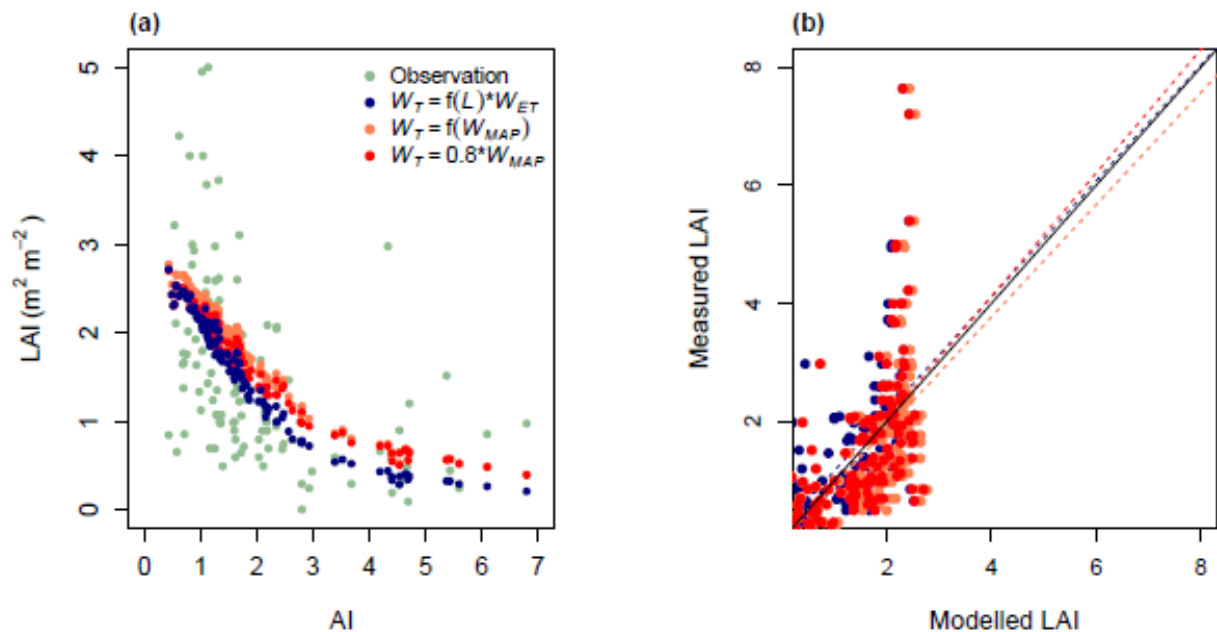 (a)
5
4
3
2
1
0
LAI (m² m⁻²)
Observation
W_T = f(L)*W_ET
W_T = f(W_MAP)
W_T = 0.8*W_MAP
0 1 2 3 4 5 6 7
AI
(b)
8
6
4
2
Measured LAI
2 4 6 8
Modelled LAI